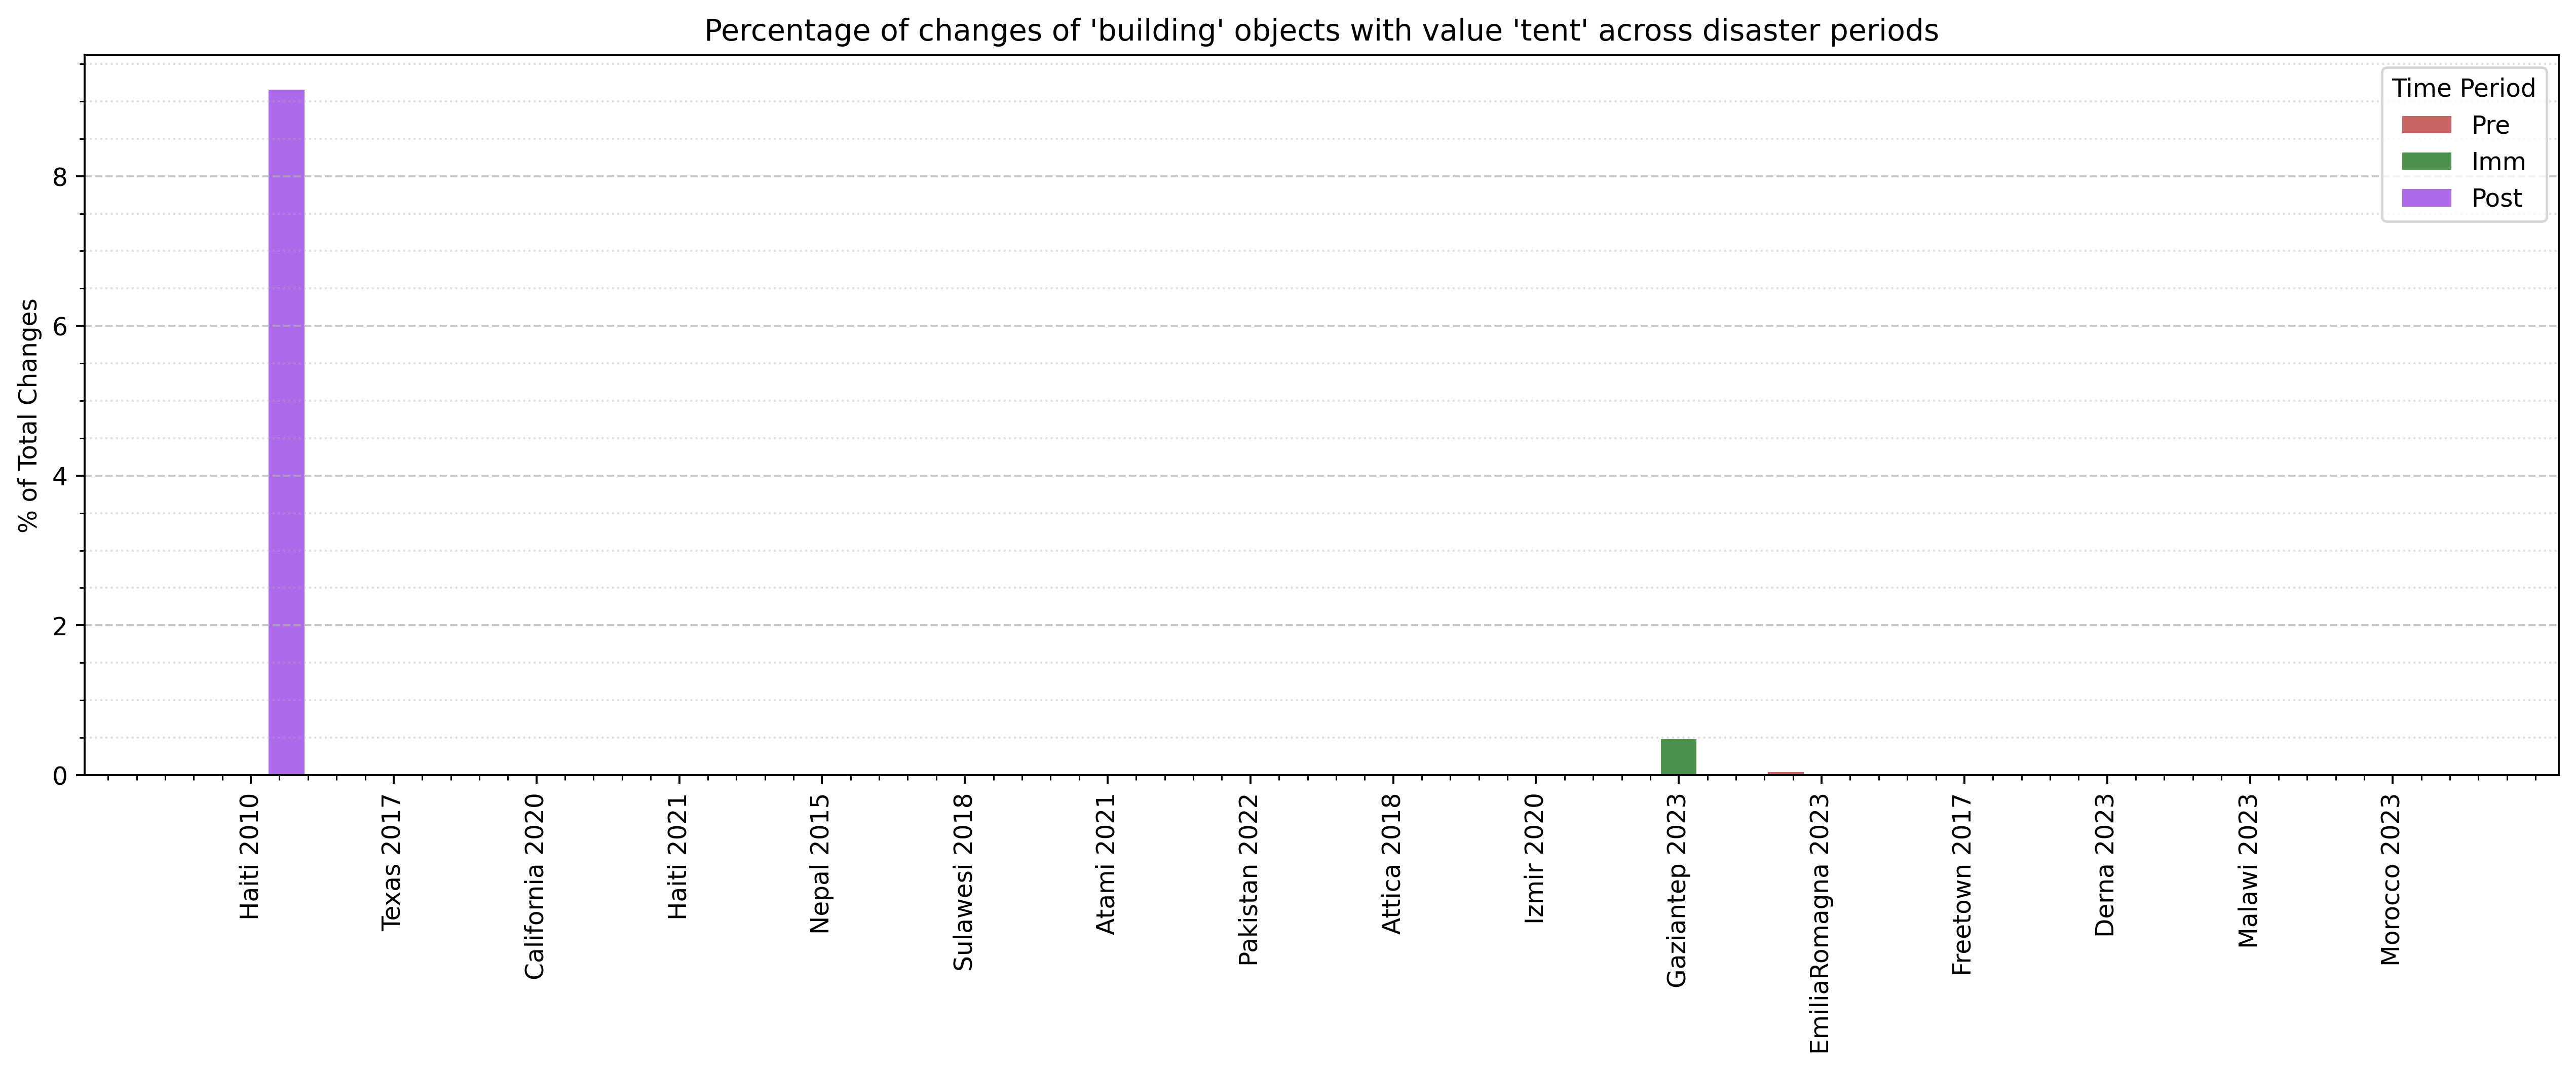 Percentage of changes of 'building' objects with value 'tent' across disaster periods
% of Total Changes
8
6
4
2
0
Time Period
Pre
Imm
Post
Haiti 2010
Texas 2017
California 2020
Haiti 2021
Nepal 2015
Sulawesi 2018
Atami 2021
Pakistan 2022
Attica 2018
Izmir 2020
Gaziantep 2023
EmiliaRomagna 2023
Freetown 2017
Derna 2023
Malawi 2023
Morocco 2023